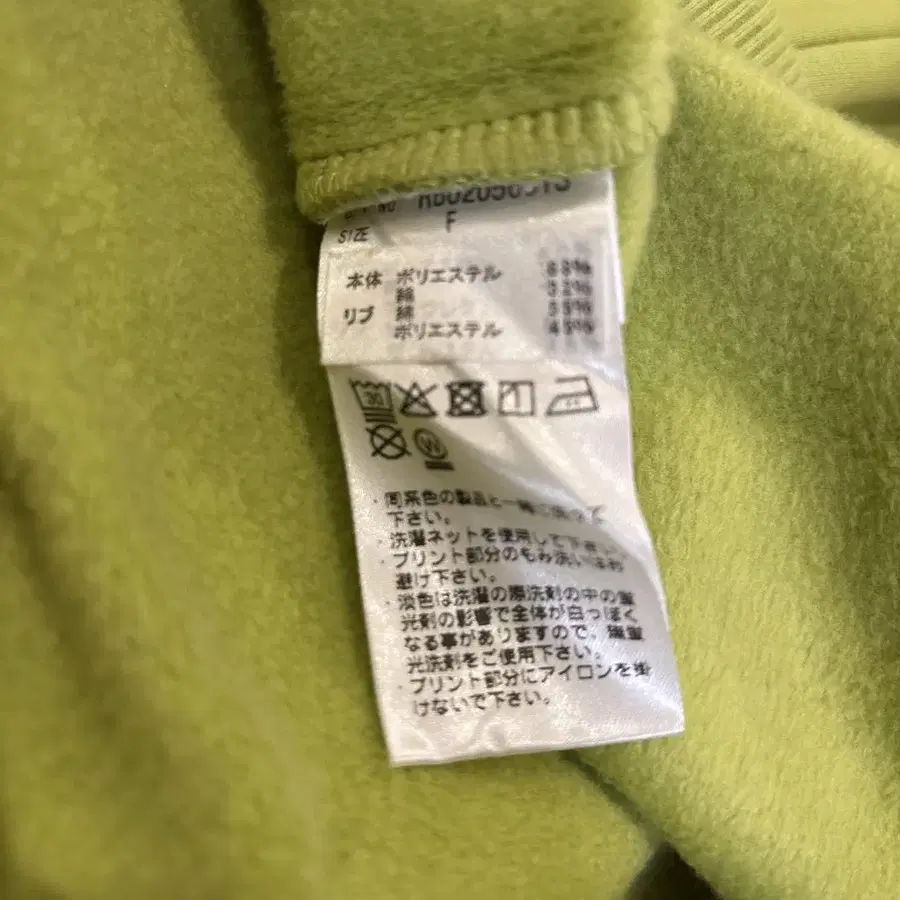 SIZE F
本体 ポリエステル
綿
リブ 綿
ポリエステル
30
W
・同系色の製品と一緒に
下さい。
・洗濯ネットを使用して下さい。
・プリント部分のもみ洗いはお
避け下さい。
・淡色は洗濯の際洗剤の中の蛍
光剤の影響で全体が白っぽく
なる事がありますので、無蛍
光洗剤をご使用下さい。
・プリント部分にアイロンを掛
けないで下さい。